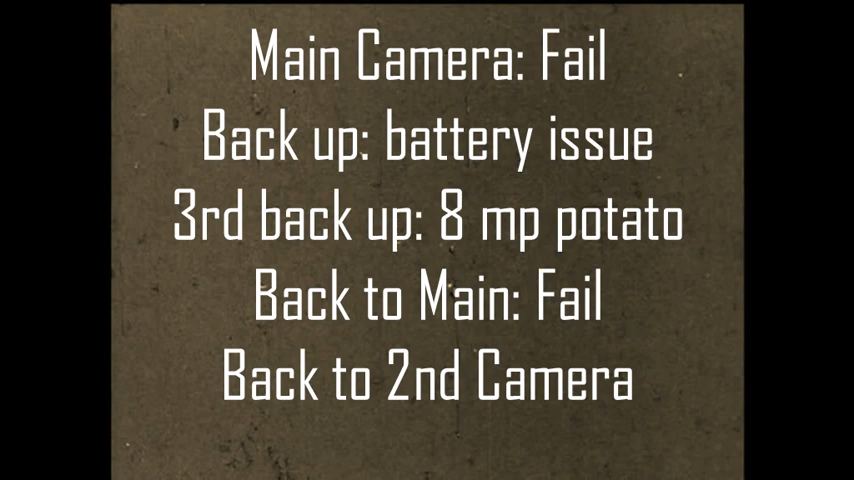 Main Camera: Fail
Back up: battery issue
3rd back up: 8 mp potato
Back to Main: Fail
Back to 2nd Camera